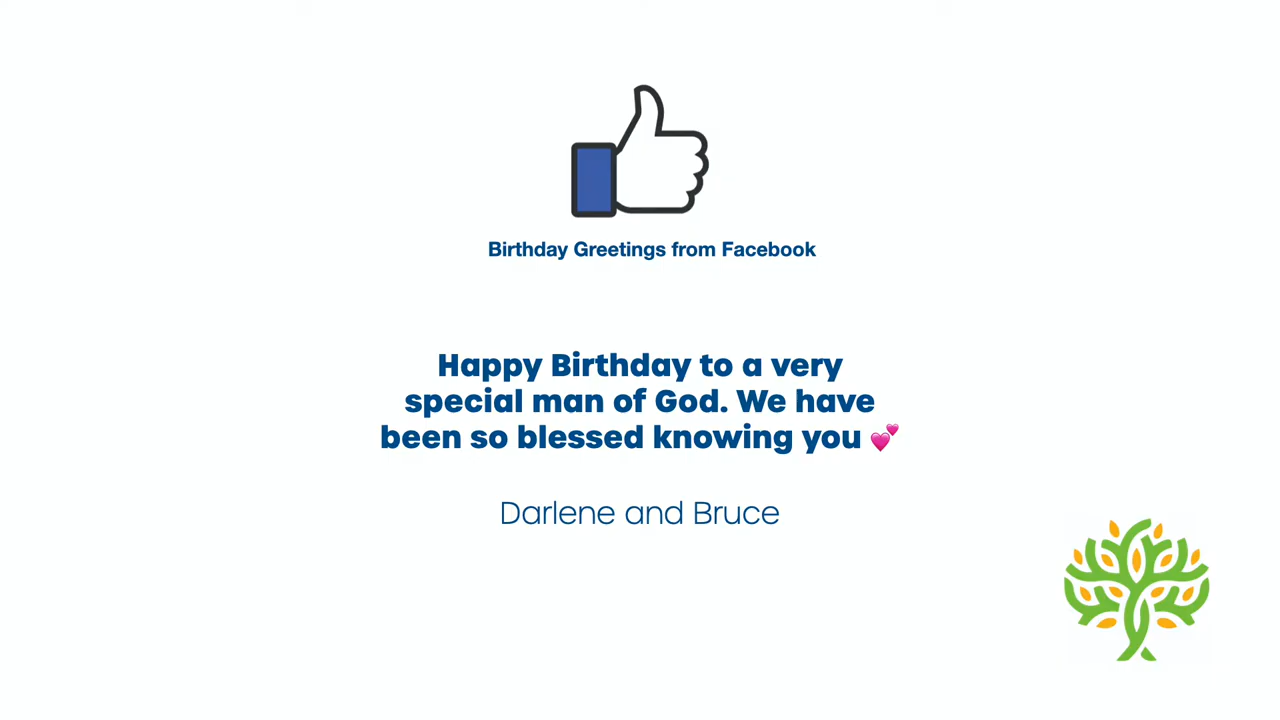 Birthday Greetings from Facebook
Happy Birthday to a very
special man of God. We have
been so blessed knowing you 💕
Darlene and Bruce